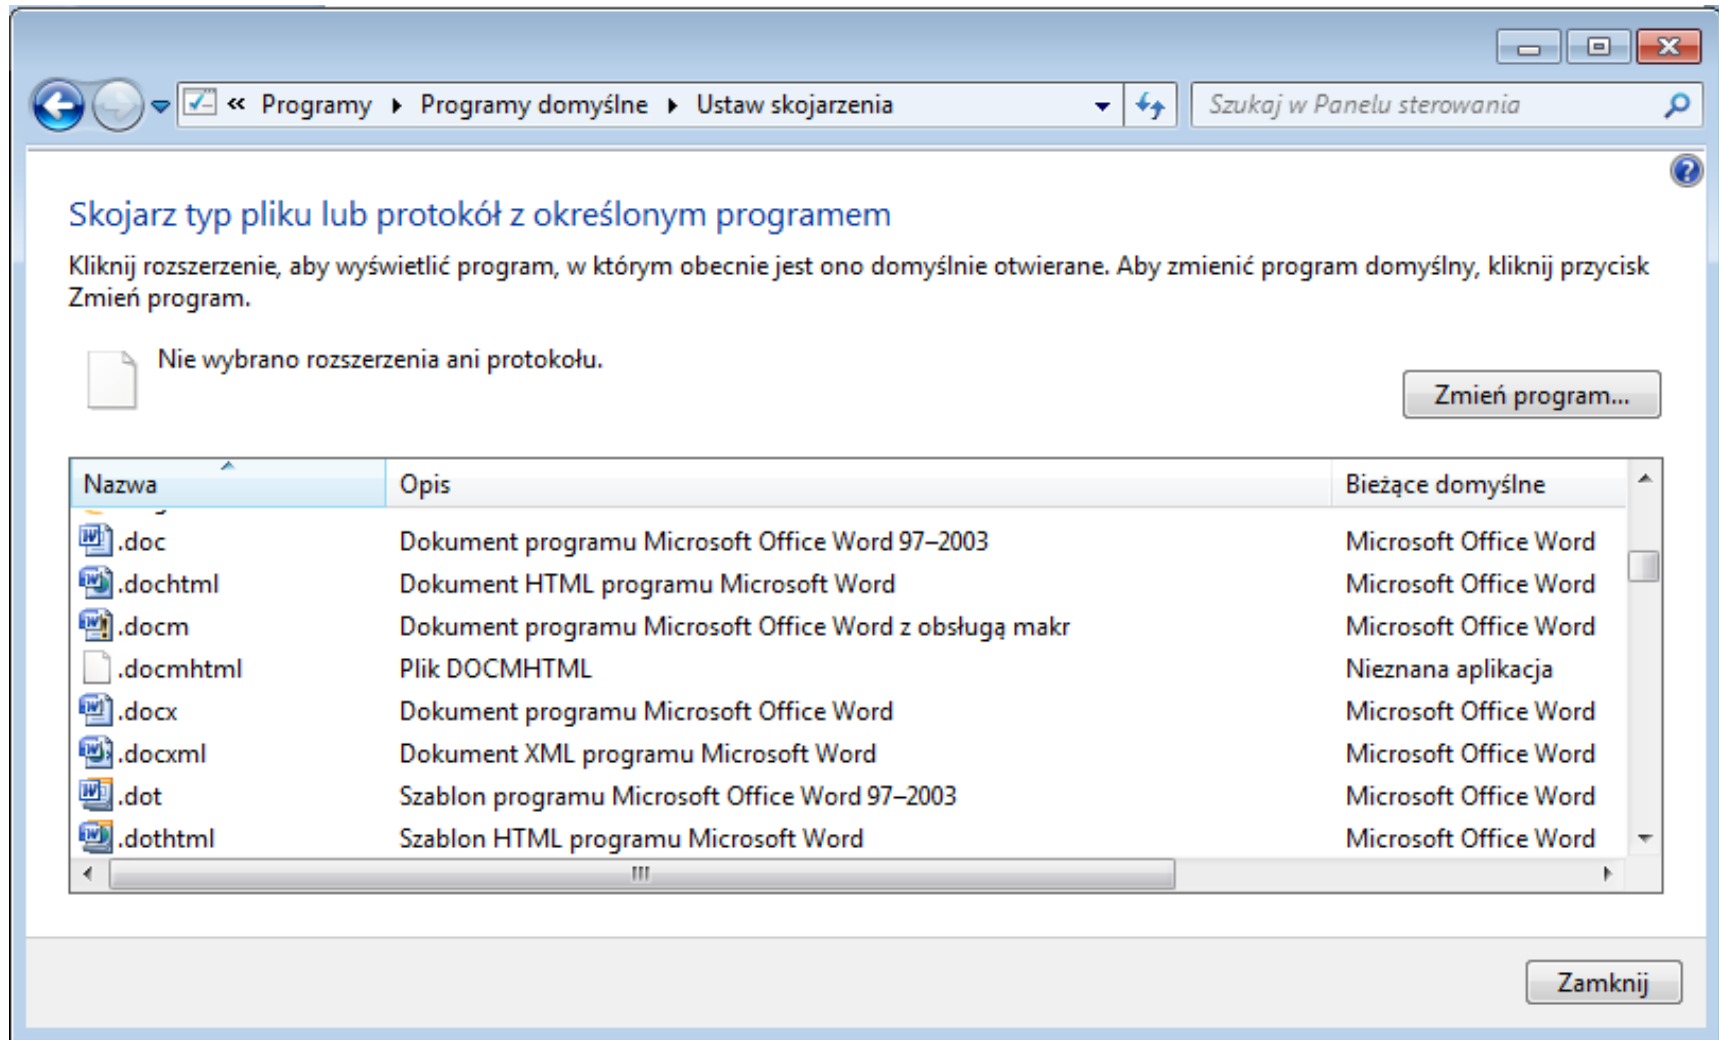 « Programy ▸ Programy domyślne ▸ Ustaw skojarzenia
Szukaj w Panelu sterowania
Skojarz typ pliku lub protokół z określonym programem
Kliknij rozszerzenie, aby wyświetlić program, w którym obecnie jest ono domyślnie otwierane. Aby zmienić program domyślny, kliknij przycisk
Zmień program.
Nie wybrano rozszerzenia ani protokołu.
Zmień program...
Nazwa Opis Bieżące domyślne
.doc Dokument programu Microsoft Office Word 97–2003 Microsoft Office Word
.dochtml Dokument HTML programu Microsoft Word Microsoft Office Word
.docm Dokument programu Microsoft Office Word z obsługą makr Microsoft Office Word
.docmhtml Plik DOCMHTML Nieznana aplikacja
.docx Dokument programu Microsoft Office Word Microsoft Office Word
.docxml Dokument XML programu Microsoft Word Microsoft Office Word
.dot Szablon programu Microsoft Office Word 97–2003 Microsoft Office Word
.dothtml Szablon HTML programu Microsoft Word Microsoft Office Word
Zamknij